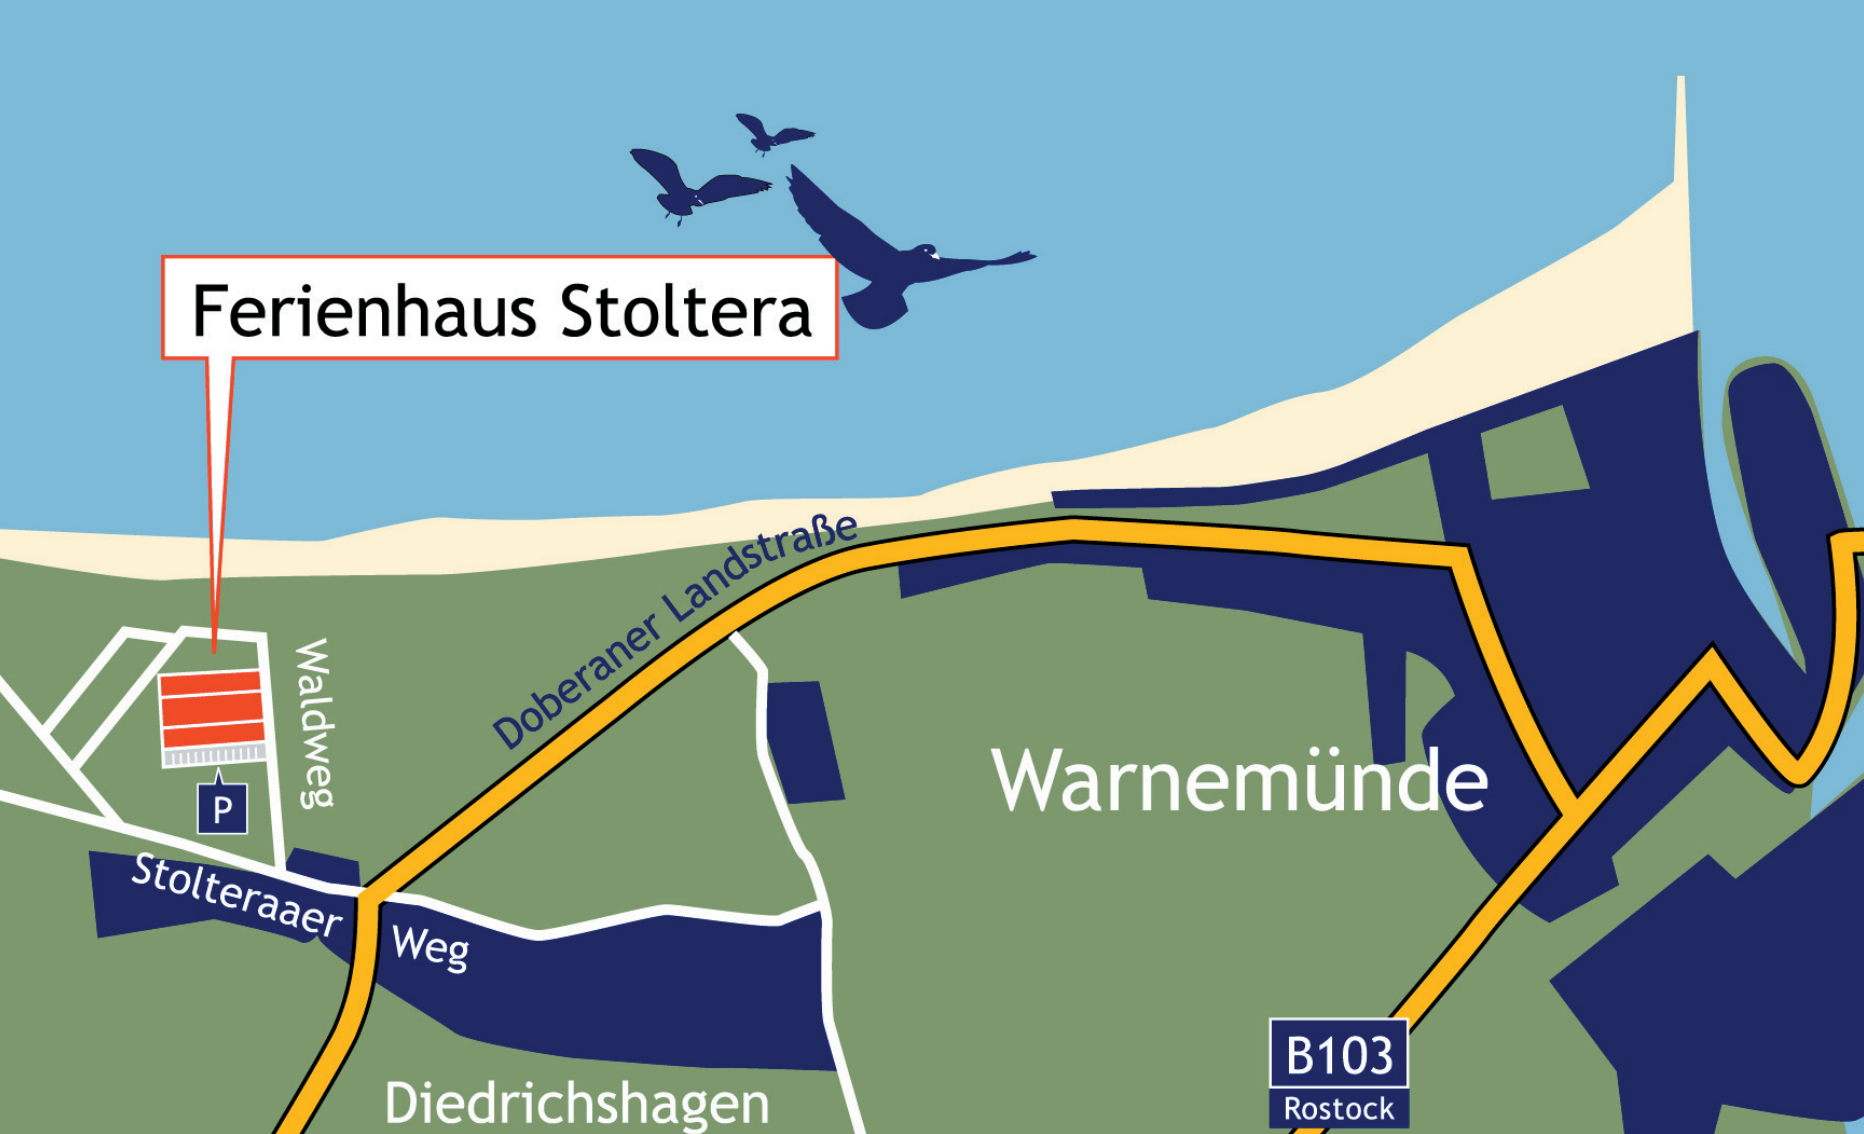 Ferienhaus Stoltera
Doberaner Landstraße
Waldweg
Warnemünde
P
Stolteraaer Weg
B103
Rostock
Diedrichshagen